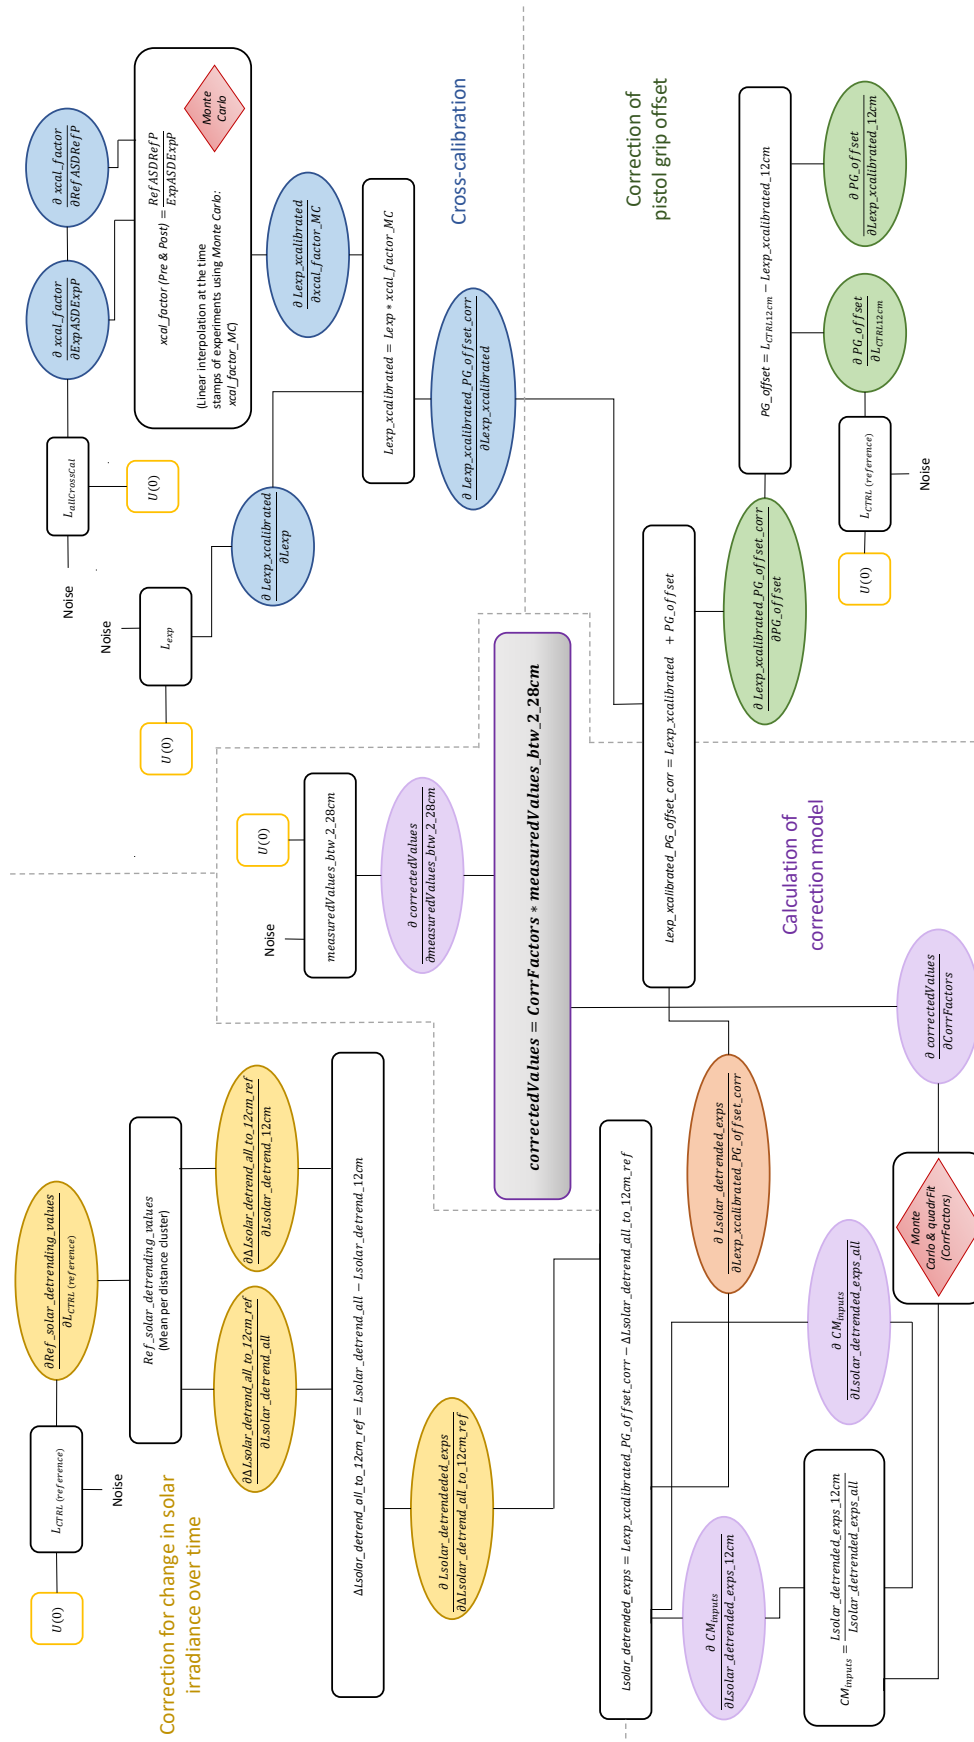 Correction for change in solar
irradiance over time
U(0)
L_CTRL (reference)
Noise
∂Ref_solar_detrending_values
∂L_CTRL (reference)
Ref_solar_detrending_values
(Mean per distance cluster)
∂ΔLsolar_detrend_all_to_12cm_ref
∂Lsolar_detrend_all
∂ΔLsolar_detrend_all_to_12cm_ref
∂Lsolar_detrend_12cm
ΔLsolar_detrend_all_to_12cm_ref = Lsolar_detrend_all − Lsolar_detrend_12cm
∂ Lsolar_detrendeded_exps
∂ΔLsolar_detrend_all_to_12cm_ref
Noise
U(0)
measuredValues_btw_2_28cm
∂ correctedValues
∂measuredValues_btw_2_28cm
correctedValues = CorrFactors * measuredValues_btw_2_28cm
Noise
L_allCrossCal
U(0)
∂ xcal_factor
∂ExpASDExpP
∂ xcal_factor
∂RefASDRefP
xcal_factor (Pre & Post) = RefASDRefP
ExpASDExpP
(Linear interpolation at the time
stamps of experiments using Monte Carlo:
xcal_factor_MC)
Monte
Carlo
U(0)
L_exp
Noise
∂ Lexp_xcalibrated
∂Lexp
∂ Lexp_xcalibrated
∂xcal_factor_MC
Lexp_xcalibrated = Lexp * xcal_factor_MC
∂ Lexp_xcalibrated_PG_offset_corr
∂Lexp_xcalibrated
Cross-calibration
Correction of
pistol grip offset
Lexp_xcalibrated_PG_offset_corr = Lexp_xcalibrated + PG_offset
∂ Lexp_xcalibrated_PG_offset_corr
∂PG_offset
PG_offset = L_CTRL12cm − Lexp_xcalibrated_12cm
∂ PG_offset
∂ L_CTRL12cm
∂ PG_offset
∂Lexp_xcalibrated_12cm
U(0)
L_CTRL (reference)
Noise
Calculation of
correction model
Lsolar_detrended_exps = Lexp_xcalibrated_PG_offset_corr − ΔLsolar_detrend_all_to_12cm_ref
∂ Lsolar_detrended_exps
∂Lexp_xcalibrated_PG_offset_corr
∂ CM_inputs
∂Lsolar_detrended_exps_12cm
∂ CM_inputs
∂Lsolar_detrended_exps_all
CM_inputs = Lsolar_detrended_exps_12cm
Lsolar_detrended_exps_all
Monte
Carlo & quadrFit
(CorrFactors)
∂ correctedValues
∂CorrFactors